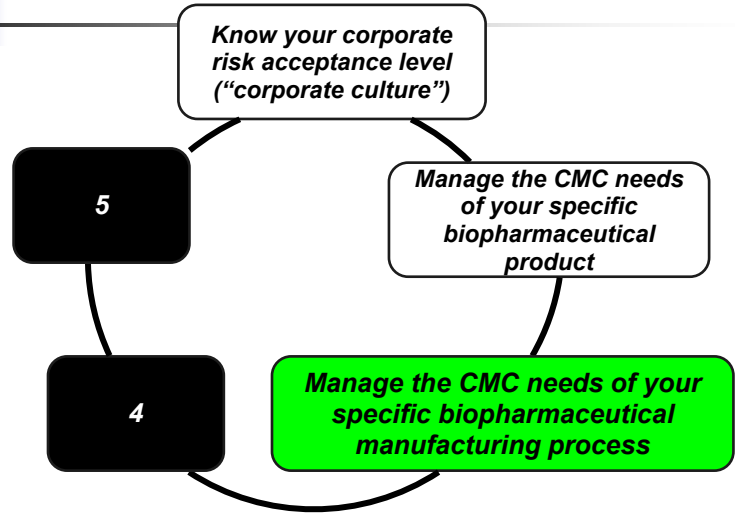 Know your corporate
risk acceptance level
(“corporate culture”)
Manage the CMC needs
of your specific
biopharmaceutical
product
Manage the CMC needs of your
specific biopharmaceutical
manufacturing process
4
5